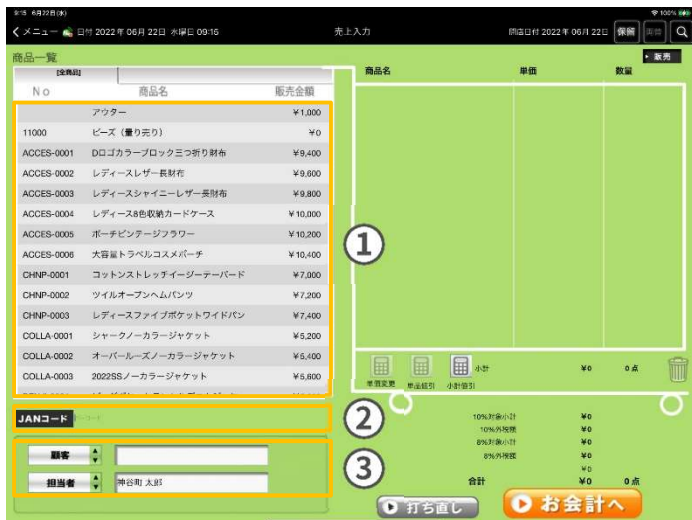 9:15 6月22日(水) 100%
メニュー 日付 2022年 06月 22日 水曜日 09:16 売上入力 開店日付 2022年 06月 22日 保留 両替
商品一覧 販売
[全商品] 商品名 単価 数量
No 商品名 販売金額
アウター ¥1,000
11000 ビーズ（量り売り） ¥0
ACCES-0001 Dロゴカラーブロック三つ折り財布 ¥9,400
ACCES-0002 レディースレザー長財布 ¥9,600
ACCES-0003 レディースシャイニーレザー長財布 ¥9,800
ACCES-0004 レディース8色収納カードケース ¥10,000
ACCES-0005 ポーチビンテージフラワー ¥10,200
ACCES-0006 大容量トラベルコスメポーチ ¥10,400
①
CHNP-0001 コットンストレッチイージーテーパード ¥7,000
CHNP-0002 ツイルオープンヘムパンツ ¥7,200
CHNP-0003 レディースファイブポケットワイドパン ¥7,400
COLLA-0001 シャークノーカラージャケット ¥5,200
COLLA-0002 オーバールーズノーカラージャケット ¥5,400
COLLA-0003 2022SSノーカラージャケット ¥5,600
小計 ¥0 0点
単価変更 単品値引 小計値引
JANコード
②
10%対象小計 ¥0
10%外税額 ¥0
8%対象小計 ¥0
8%外税額 ¥0
¥0
合計 ¥0 0点
顧客
担当者 神谷町 太郎
③
打ち直し お会計へ